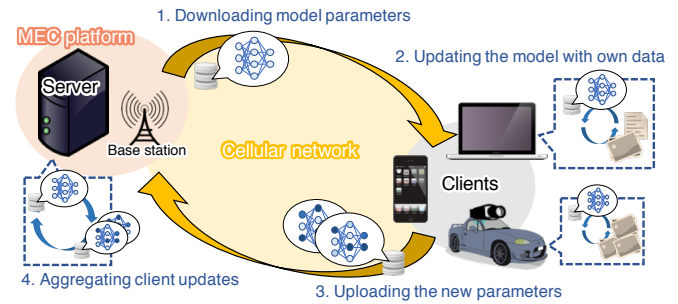 1. Downloading model parameters
MEC platform
2. Updating the model with own data
Server
Base station
Cellular network
Clients
4. Aggregating client updates
3. Uploading the new parameters